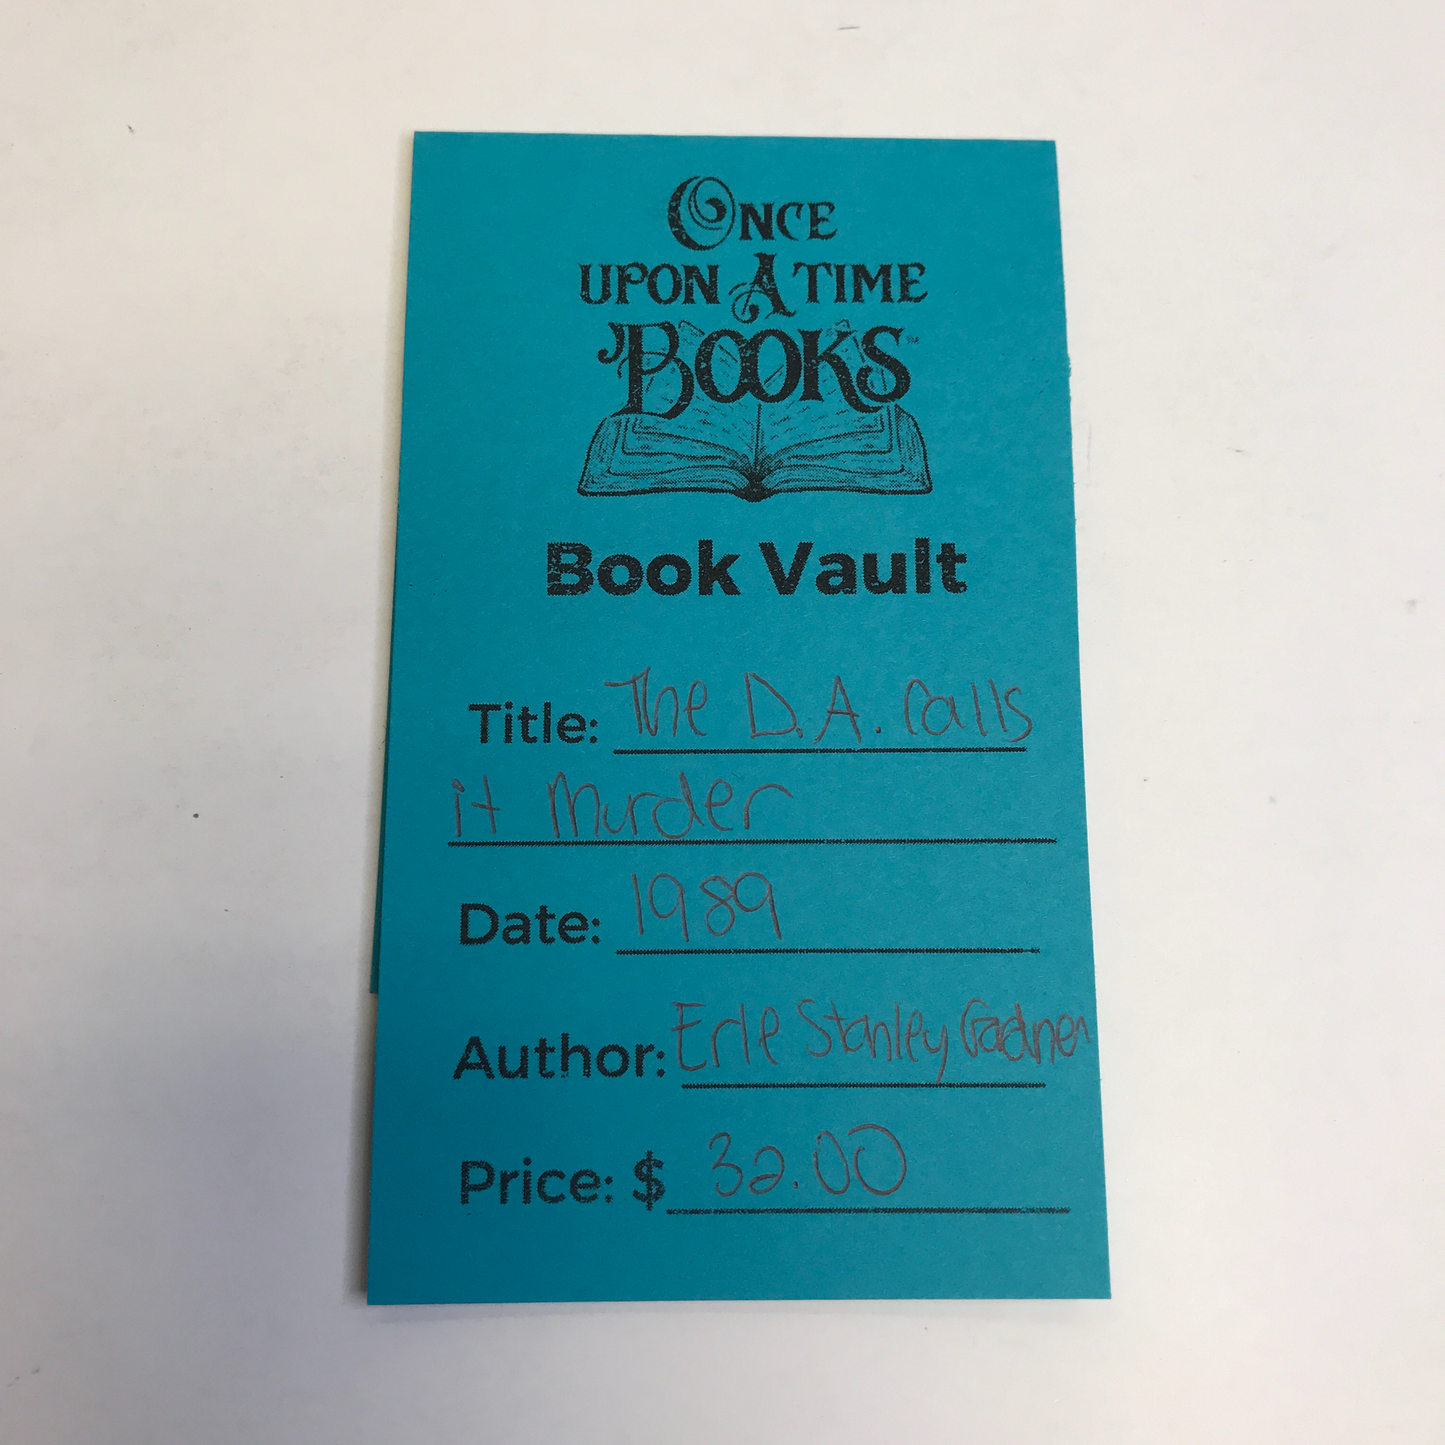 ONCE
UPON A TIME
BOOKS™
Book Vault
Title: The D.A. Calls
it Murder
Date: 1989
Author: Erle Stanley Gardner
Price: $ 32.00